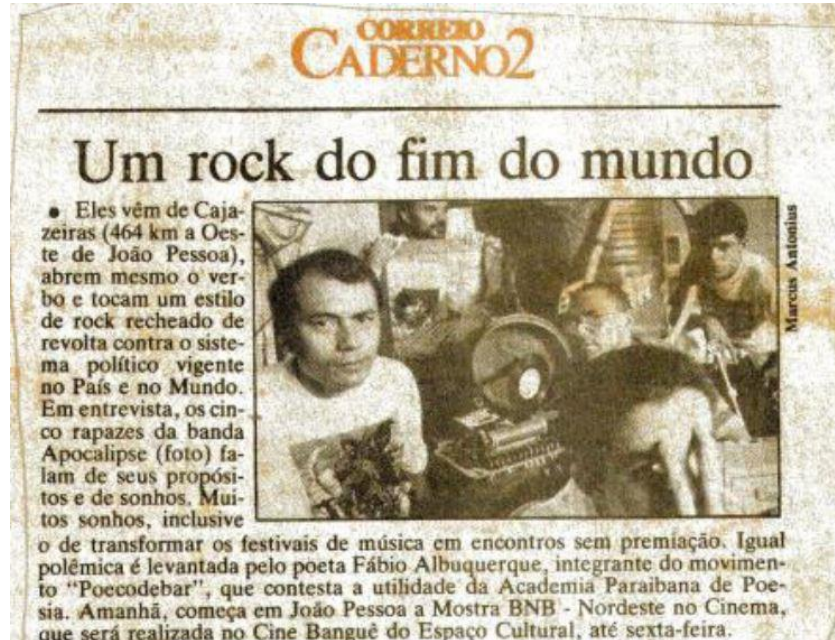 CORREIO
CADERNO2
Um rock do fim do mundo
• Eles vêm de Caja-
zeiras (464 km a Oes-
te de João Pessoa),
abrem mesmo o ver-
bo e tocam um estilo
de rock recheado de
revolta contra o siste-
ma político vigente
no País e no Mundo.
Em entrevista, os cin-
co rapazes da banda
Apocalipse (foto) fa-
lam de seus propósi-
tos e de sonhos. Mui-
tos sonhos, inclusive
Marcus Antonius
o de transformar os festivais de música em encontros sem premiação. Igual
polêmica é levantada pelo poeta Fábio Albuquerque, integrante do movimen-
to "Poecodebar", que contesta a utilidade da Academia Paraibana de Poe-
sia. Amanhã, começa em João Pessoa a Mostra BNB - Nordeste no Cinema,
que será realizada no Cine Banguê do Espaço Cultural, até sexta-feira.